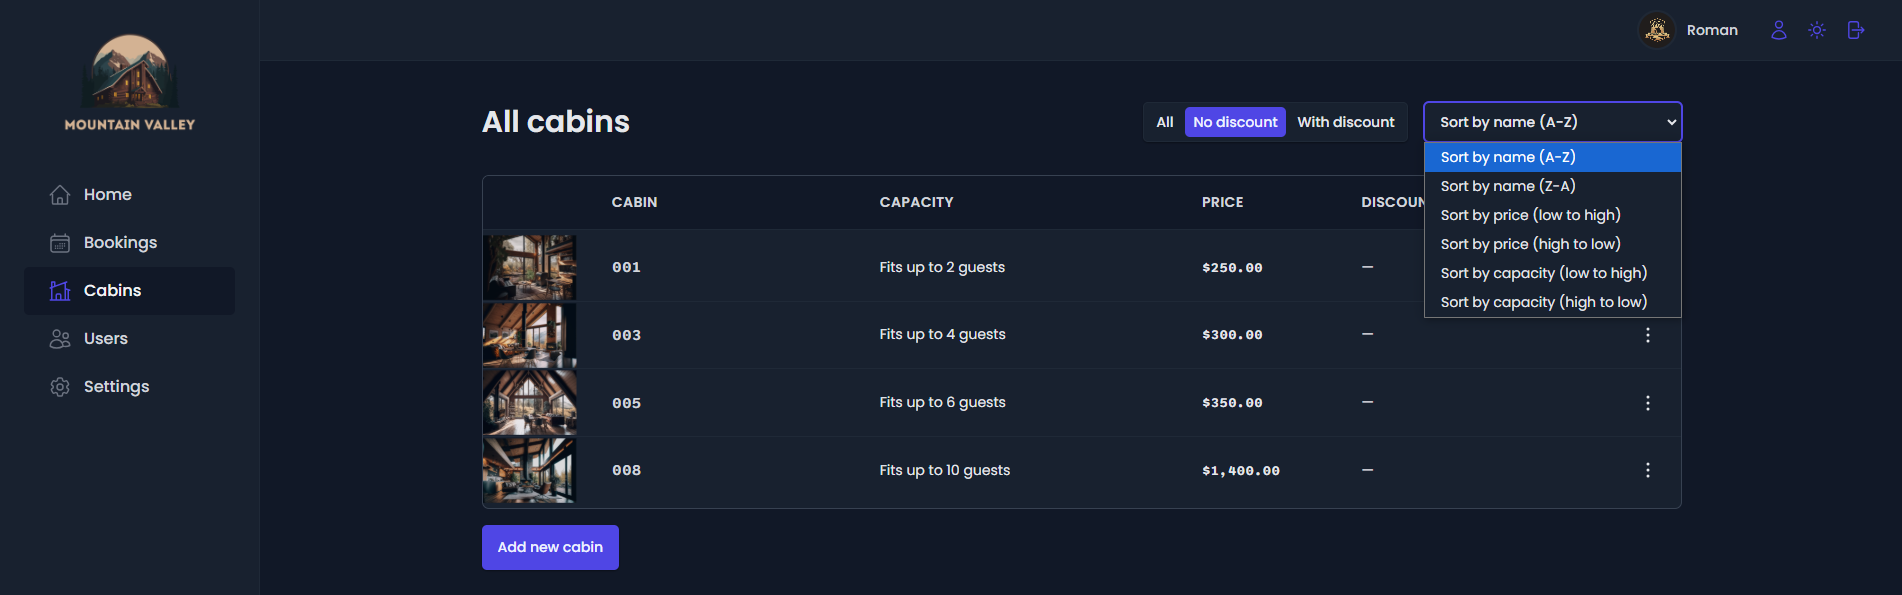 MOUNTAIN VALLEY
Home
Bookings
Cabins
Users
Settings
Roman
All cabins
All No discount With discount
Sort by name (A-Z)
Sort by name (A-Z)
Sort by name (Z-A)
Sort by price (low to high)
Sort by price (high to low)
Sort by capacity (low to high)
Sort by capacity (high to low)
CABIN CAPACITY PRICE DISCOUN
001 Fits up to 2 guests $250.00 —
003 Fits up to 4 guests $300.00 —
005 Fits up to 6 guests $350.00 —
008 Fits up to 10 guests $1,400.00 —
Add new cabin